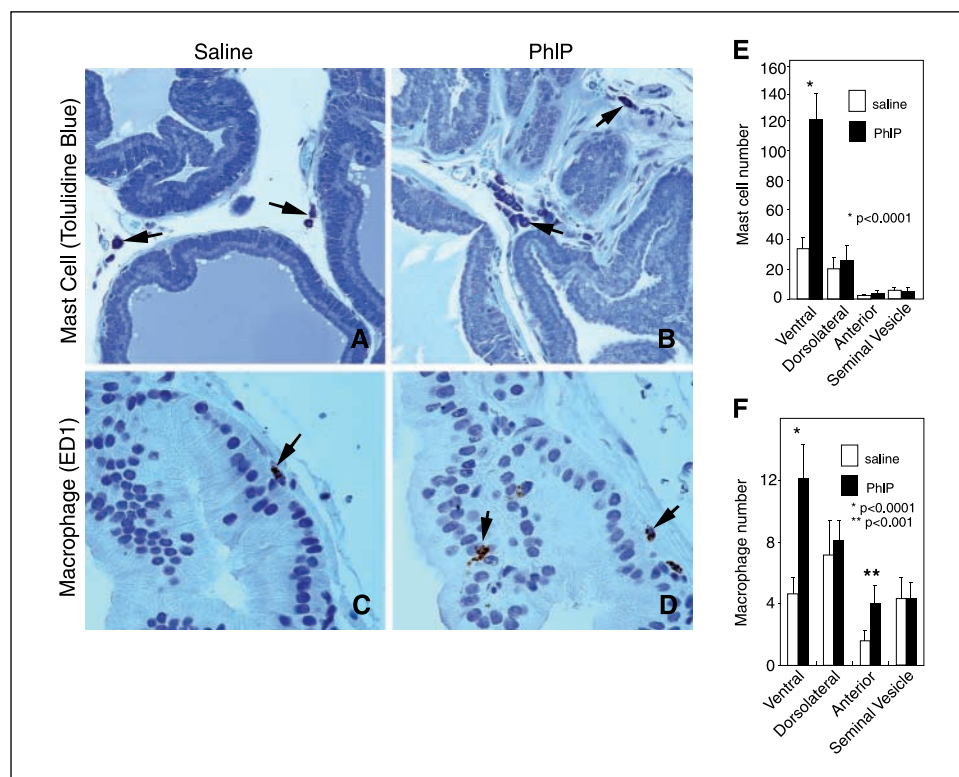 Saline
PhIP
Mast Cell (Toluidine Blue)
A
B
Macrophage (ED1)
C
D
E
Mast cell number
160
140
120
100
80
60
40
20
0
*
saline
PhIP
* p<0.0001
Ventral
Dorsolateral
Anterior
Seminal Vesicle
F
Macrophage number
12
8
4
0
*
saline
PhIP
* p<0.0001
** p<0.001
**
Ventral
Dorsolateral
Anterior
Seminal Vesicle